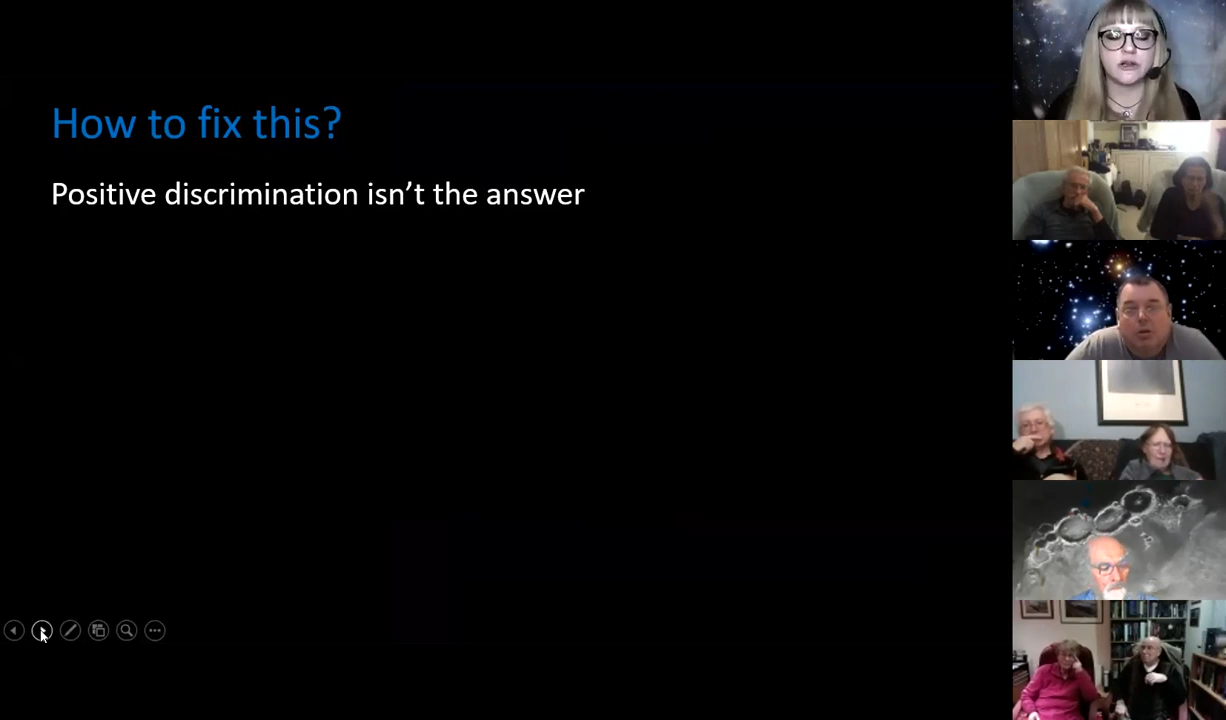 How to fix this?
Positive discrimination isn’t the answer